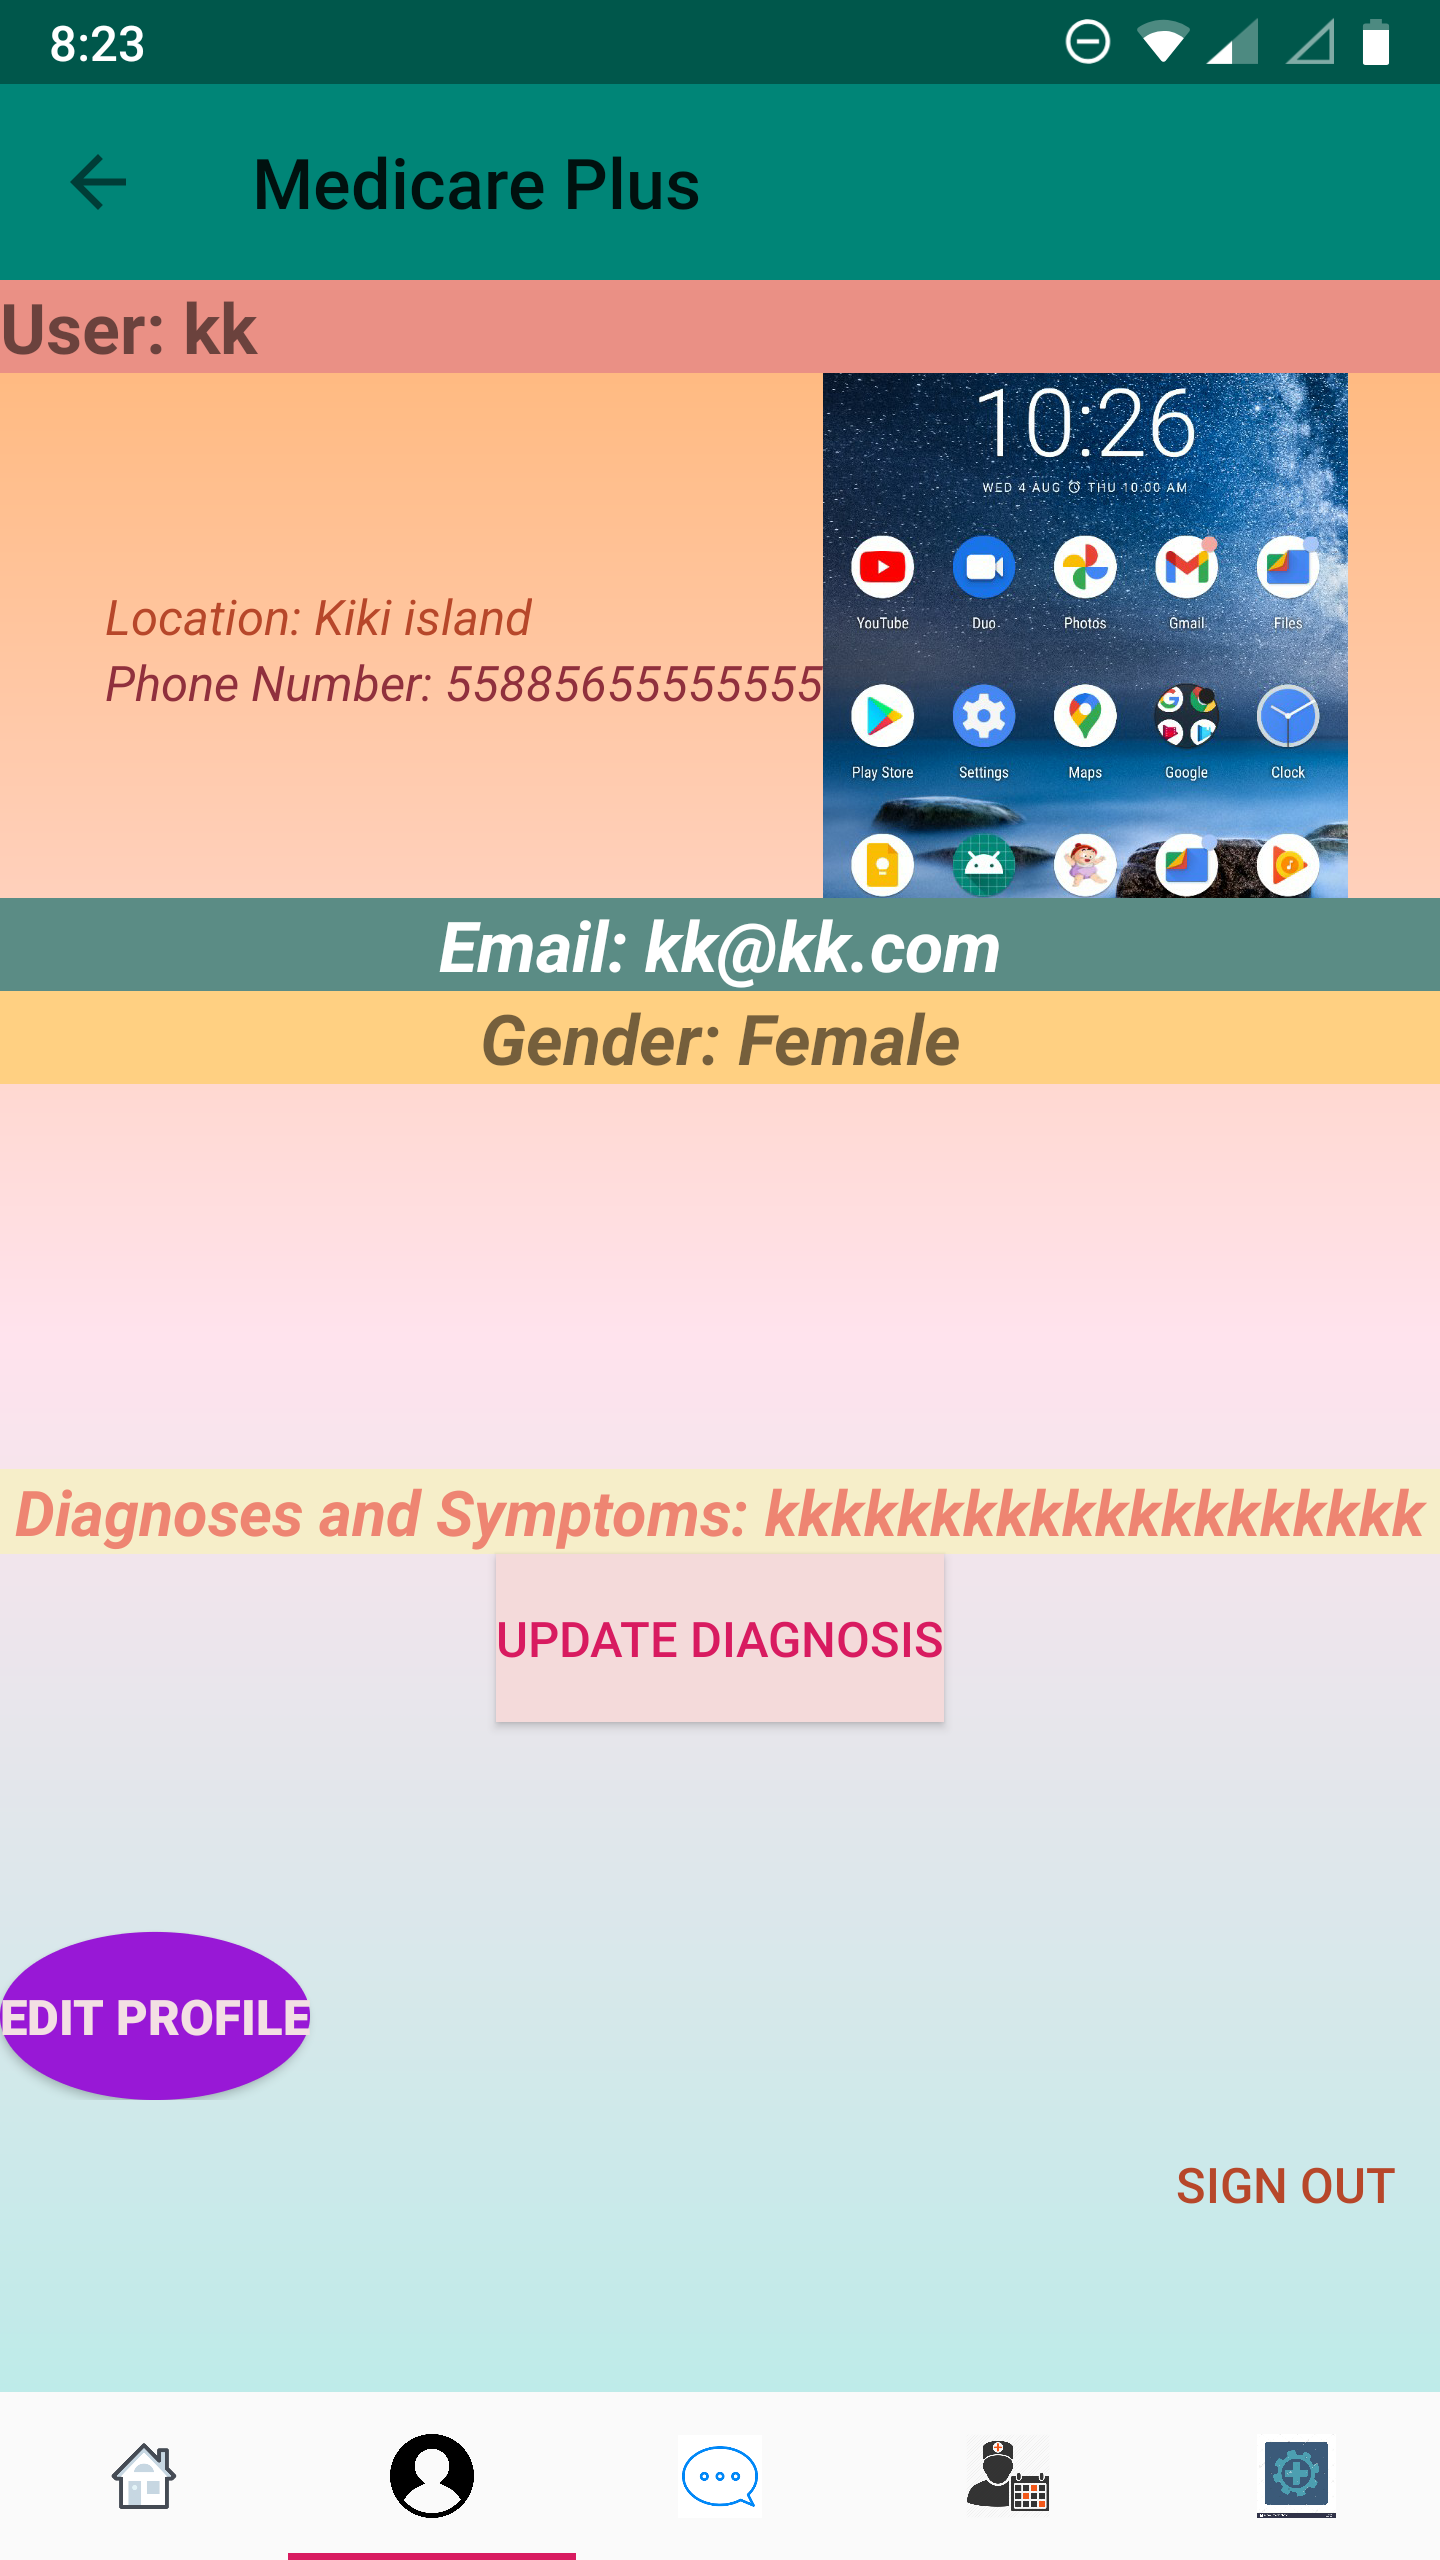 8:23
Medicare Plus
User: kk
10:26
WED 4 AUG THU 10:00 AM
YouTube Duo Photos Gmail Files
Location: Kiki island
Phone Number: 55885655555555
Play Store Settings Maps Google Clock
Email: kk@kk.com
Gender: Female
Diagnoses and Symptoms: kkkkkkkkkkkkkkkkkkkk
UPDATE DIAGNOSIS
EDIT PROFILE
SIGN OUT